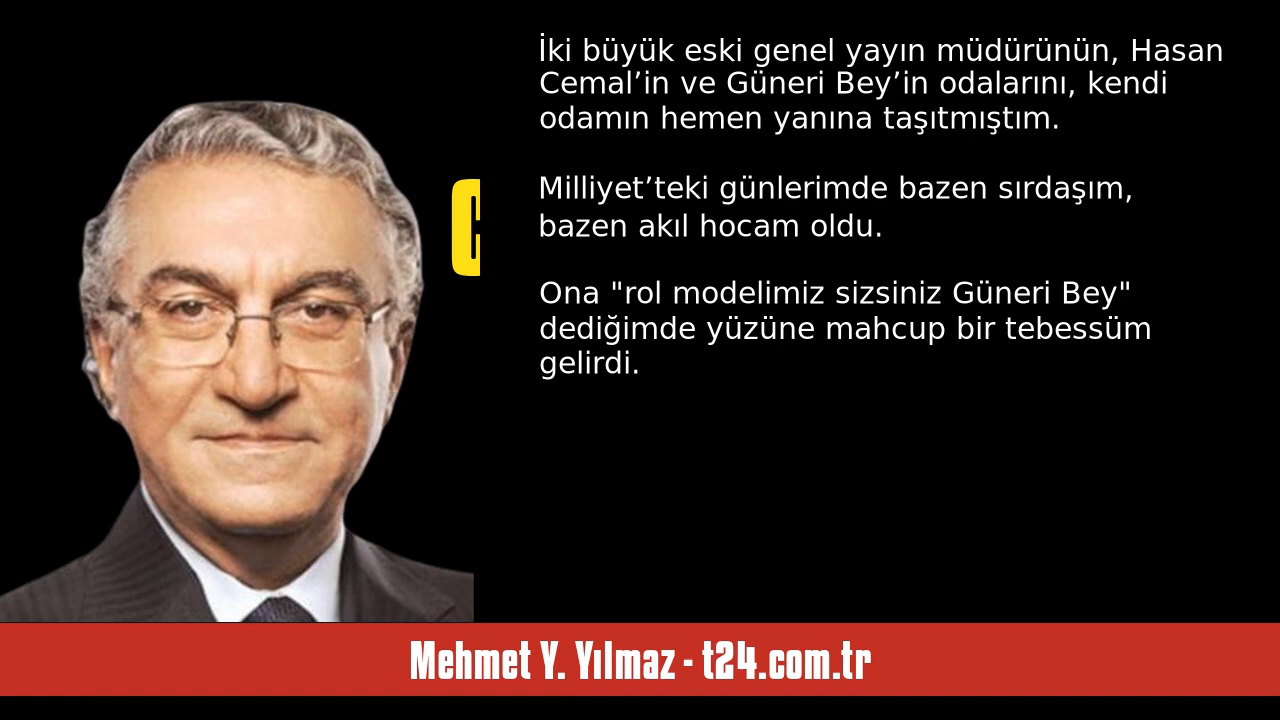 İki büyük eski genel yayın müdürünün, Hasan
Cemal’in ve Güneri Bey’in odalarını, kendi
odamın hemen yanına taşıtmıştım.
Milliyet’teki günlerimde bazen sırdaşım,
bazen akıl hocam oldu.
Ona "rol modelimiz sizsiniz Güneri Bey"
dediğimde yüzüne mahcup bir tebessüm
gelirdi.
Mehmet Y. Yılmaz - t24.com.tr